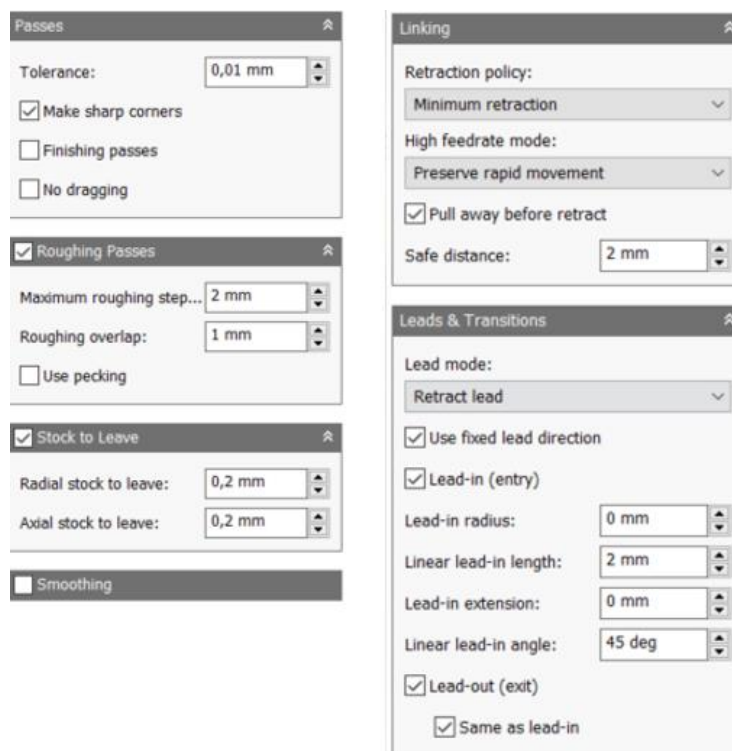 Passes
Tolerance: 0,01 mm
Make sharp corners
Finishing passes
No dragging
Roughing Passes
Maximum roughing step... 2 mm
Roughing overlap: 1 mm
Use pecking
Stock to Leave
Radial stock to leave: 0,2 mm
Axial stock to leave: 0,2 mm
Smoothing
Linking
Retraction policy:
Minimum retraction
High feedrate mode:
Preserve rapid movement
Pull away before retract
Safe distance: 2 mm
Leads & Transitions
Lead mode:
Retract lead
Use fixed lead direction
Lead-in (entry)
Lead-in radius: 0 mm
Linear lead-in length: 2 mm
Lead-in extension: 0 mm
Linear lead-in angle: 45 deg
Lead-out (exit)
Same as lead-in